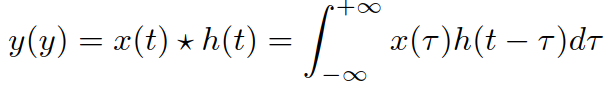 y(y) = x(t) ⋆ h(t) = ∫_{-∞}^{+∞} x(τ)h(t − τ)dτ